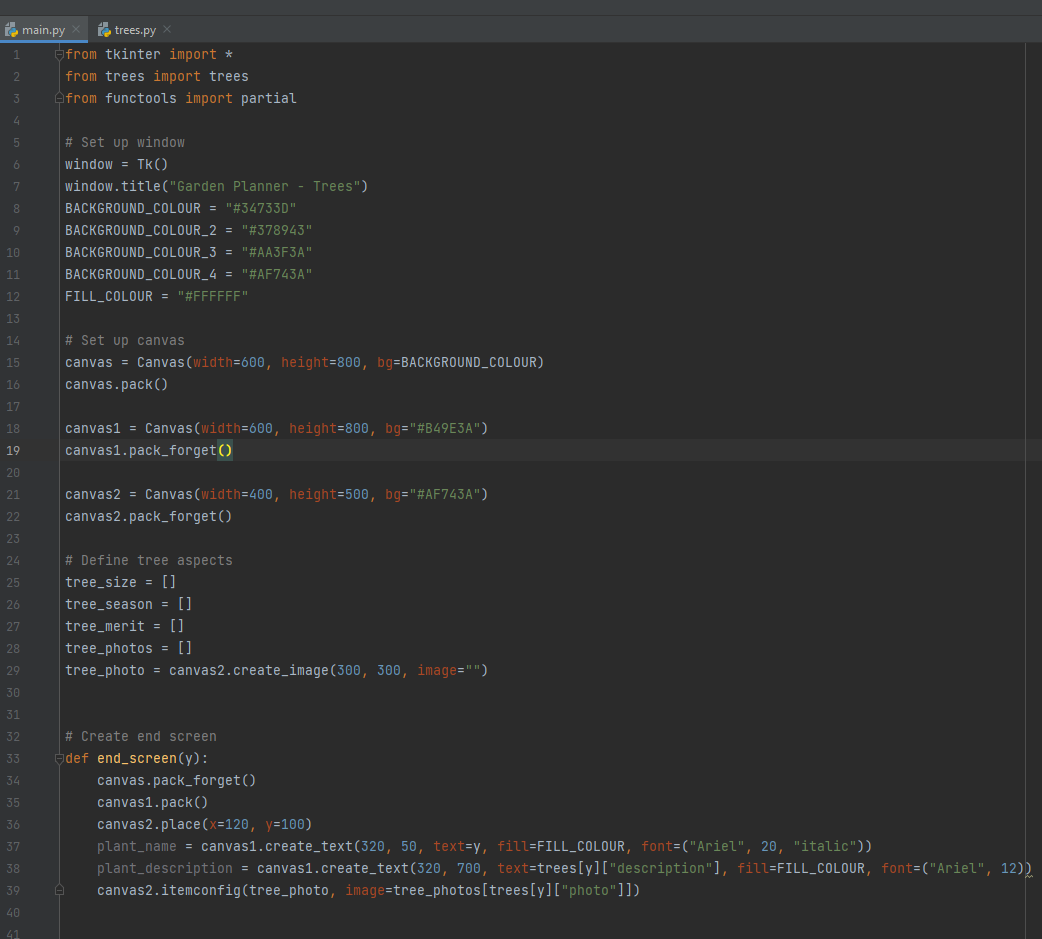 main.py trees.py
1 from tkinter import *
2 from trees import trees
3 from functools import partial
4
5 # Set up window
6 window = Tk()
7 window.title("Garden Planner - Trees")
8 BACKGROUND_COLOUR = "#34733D"
9 BACKGROUND_COLOUR_2 = "#378943"
10 BACKGROUND_COLOUR_3 = "#AA3F3A"
11 BACKGROUND_COLOUR_4 = "#AF743A"
12 FILL_COLOUR = "#FFFFFF"
13
14 # Set up canvas
15 canvas = Canvas(width=600, height=800, bg=BACKGROUND_COLOUR)
16 canvas.pack()
17
18 canvas1 = Canvas(width=600, height=800, bg="#B49E3A")
19 canvas1.pack_forget()
20
21 canvas2 = Canvas(width=400, height=500, bg="#AF743A")
22 canvas2.pack_forget()
23
24 # Define tree aspects
25 tree_size = []
26 tree_season = []
27 tree_merit = []
28 tree_photos = []
29 tree_photo = canvas2.create_image(300, 300, image="")
30
31
32 # Create end screen
33 def end_screen(y):
34     canvas.pack_forget()
35     canvas1.pack()
36     canvas2.place(x=120, y=100)
37     plant_name = canvas1.create_text(320, 50, text=y, fill=FILL_COLOUR, font=("Ariel", 20, "italic"))
38     plant_description = canvas1.create_text(320, 700, text=trees[y]["description"], fill=FILL_COLOUR, font=("Ariel", 12))
39     canvas2.itemconfig(tree_photo, image=tree_photos[trees[y]["photo"]])
40
41